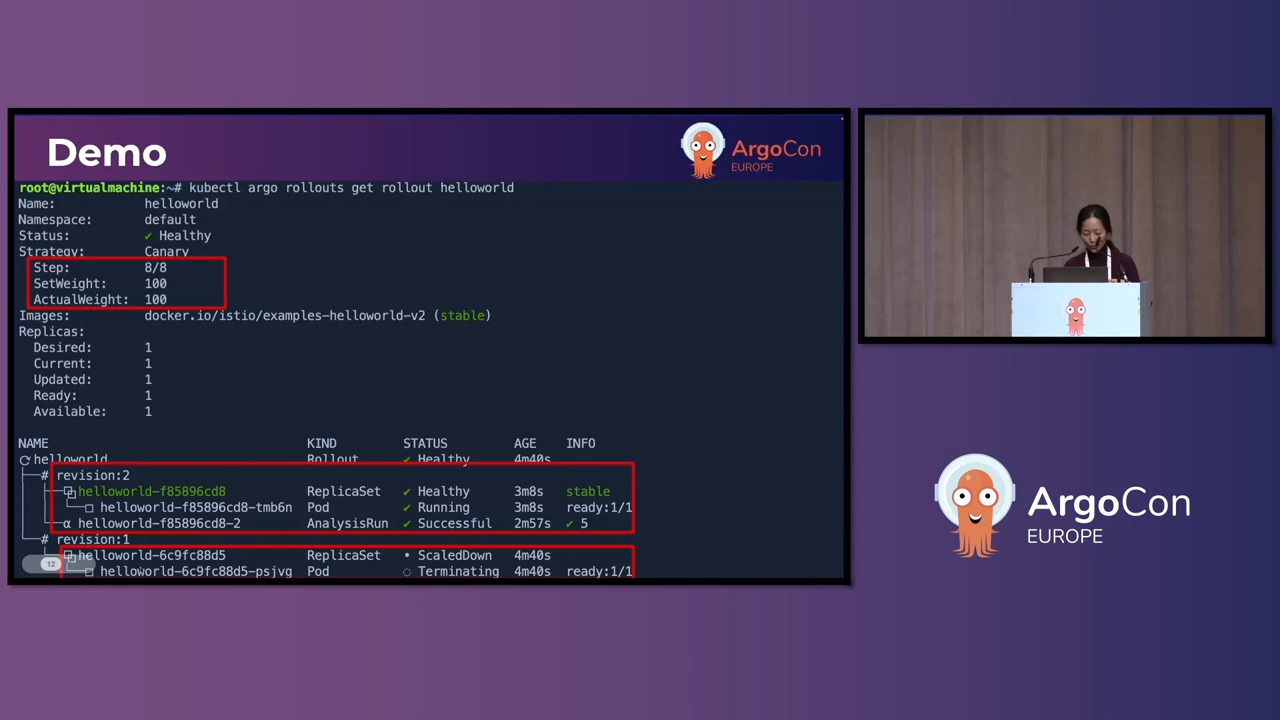 Demo
ArgoCon
EUROPE
root@virtualmachine:~# kubectl argo rollouts get rollout helloworld
Name: helloworld
Namespace: default
Status: ✔ Healthy
Strategy: Canary
Step: 8/8
SetWeight: 100
ActualWeight: 100
Images: docker.io/istio/examples-helloworld-v2 (stable)
Replicas:
Desired: 1
Current: 1
Updated: 1
Ready: 1
Available: 1
NAME KIND STATUS AGE INFO
helloworld Rollout ✔ Healthy 4m40s
# revision:2
helloworld-f85896cd8 ReplicaSet ✔ Healthy 3m8s stable
helloworld-f85896cd8-tmb6n Pod ✔ Running 3m8s ready:1/1
α helloworld-f85896cd8-2 AnalysisRun ✔ Successful 2m57s ✔ 5
# revision:1
helloworld-6c9fc88d5 ReplicaSet • ScaledDown 4m40s
helloworld-6c9fc88d5-psjvg Pod ◌ Terminating 4m40s ready:1/1
12
ArgoCon
EUROPE